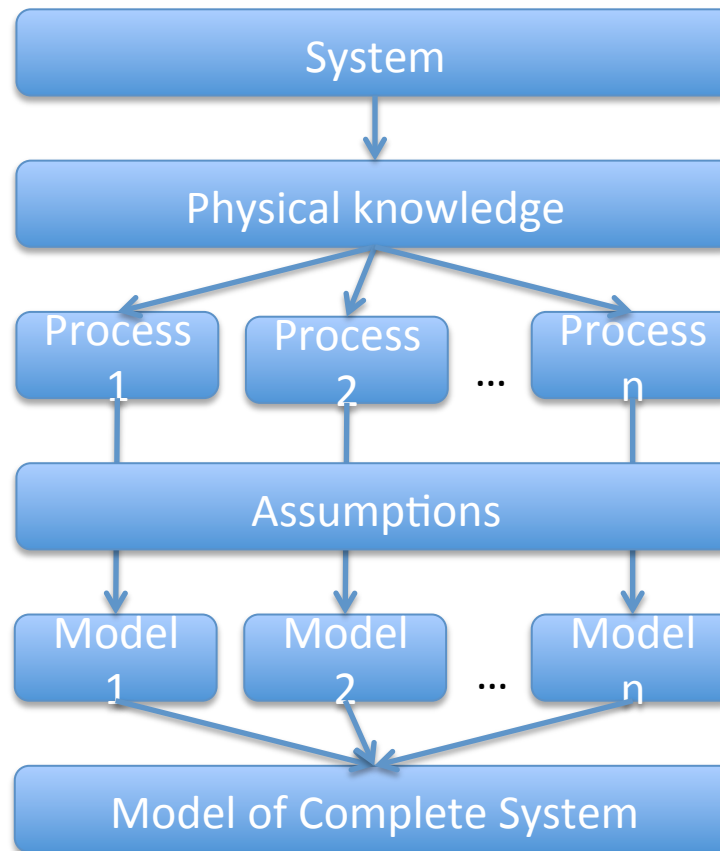 System
Physical knowledge
Process
1
Process
2
...
Process
n
Assumptions
Model
1
Model
2
...
Model
n
Model of Complete System